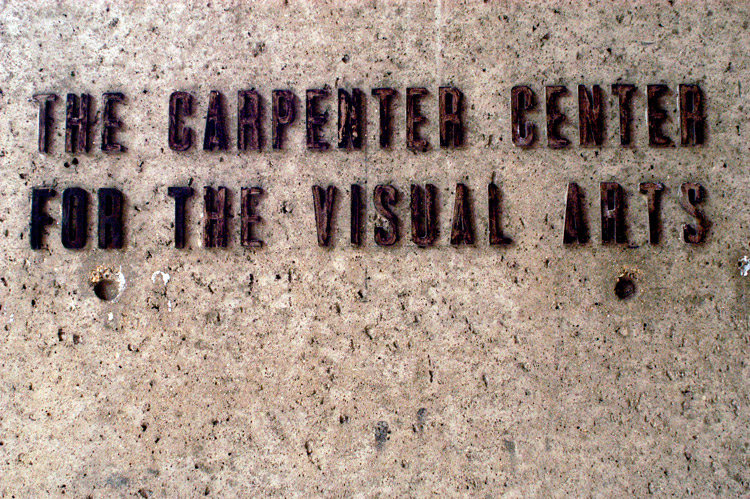 THE CARPENTER CENTER
FOR THE VISUAL ARTS